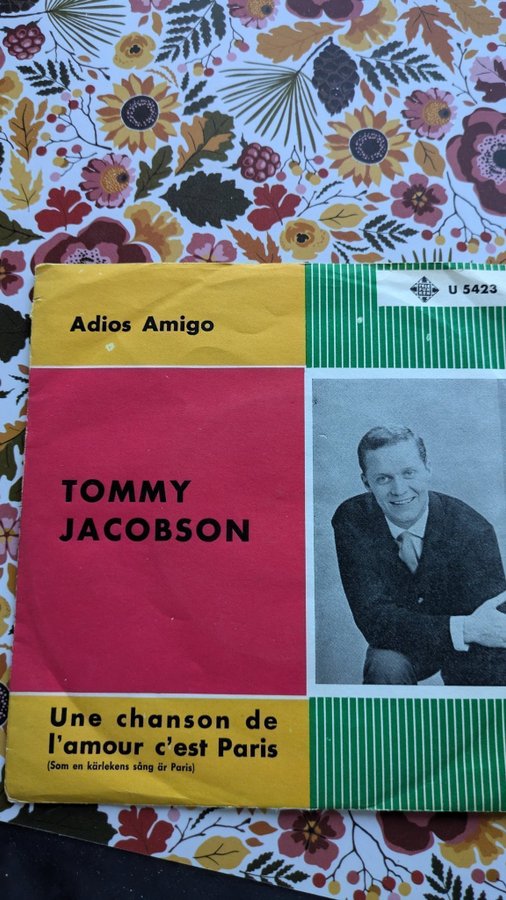 Adios Amigo
U 5423
TOMMY
JACOBSON
Une chanson de
l'amour c'est Paris
(Som en kärlekens sång är Paris)